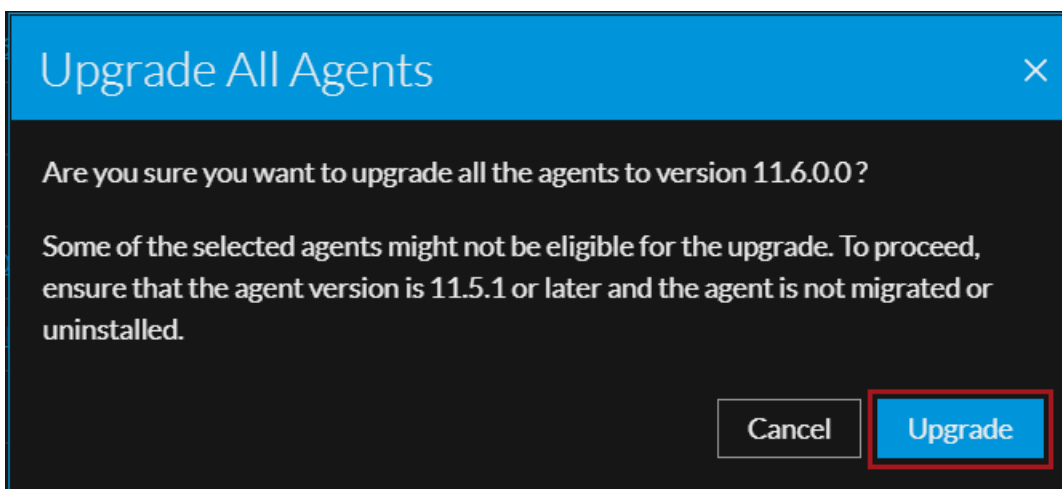 Upgrade All Agents
Are you sure you want to upgrade all the agents to version 11.6.0.0 ?
Some of the selected agents might not be eligible for the upgrade. To proceed,
ensure that the agent version is 11.5.1 or later and the agent is not migrated or
uninstalled.
Cancel
Upgrade